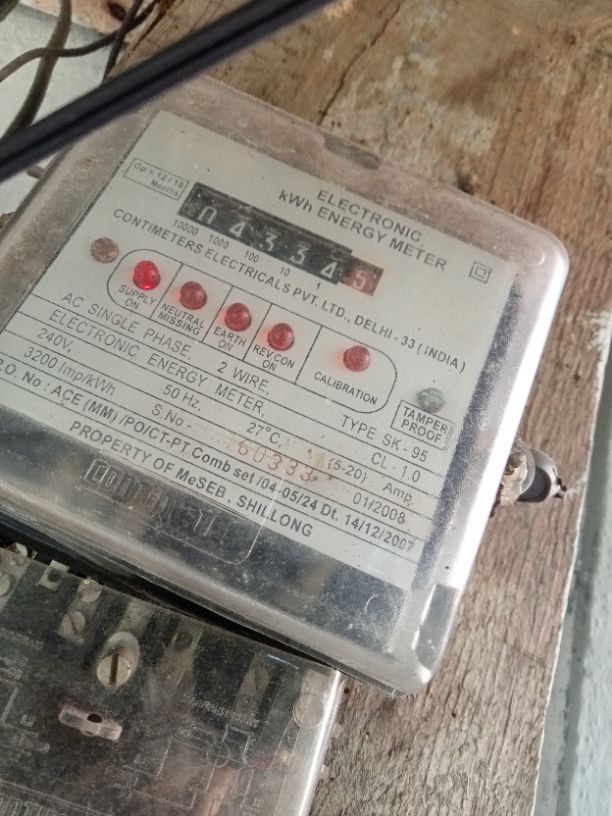 ELECTRONIC
kWh ENERGY METER
Gp = 12 / 18
Months
043345
10000 1000 100 10 1
CONTIMETERS ELECTRICALS PVT. LTD., DELHI - 33 ( INDIA)
SUPPLY ON
NEUTRAL MISSING
EARTH ON
REV.CON ON
CALIBRATION
TAMPER PROOF
AC SINGLE PHASE, 2 WIRE, TYPE SK - 95
ELECTRONIC ENERGY METER, CL - 1.0
240V, 50 Hz, 27°C, (5-20) Amp
3200 Imp/kWh S.No - 60333 01/2008
P.O. No : ACE (MM) /PO/CT-PT Comb set /04-05/24 Dt. 14/12/2007
PROPERTY OF MeSEB, SHILLONG